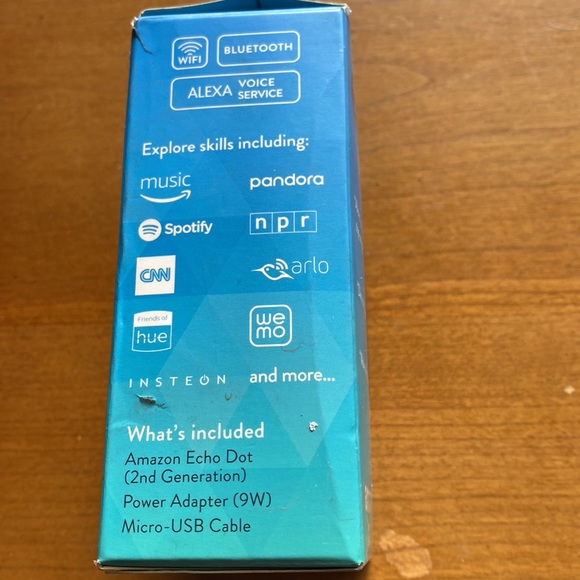 WiFi
BLUETOOTH
ALEXA VOICE SERVICE
Explore skills including:
music
pandora
Spotify
npr
CNN
arlo
Friends of
hue
we
mo
INSTEON
and more...
What's included
Amazon Echo Dot
(2nd Generation)
Power Adapter (9W)
Micro-USB Cable